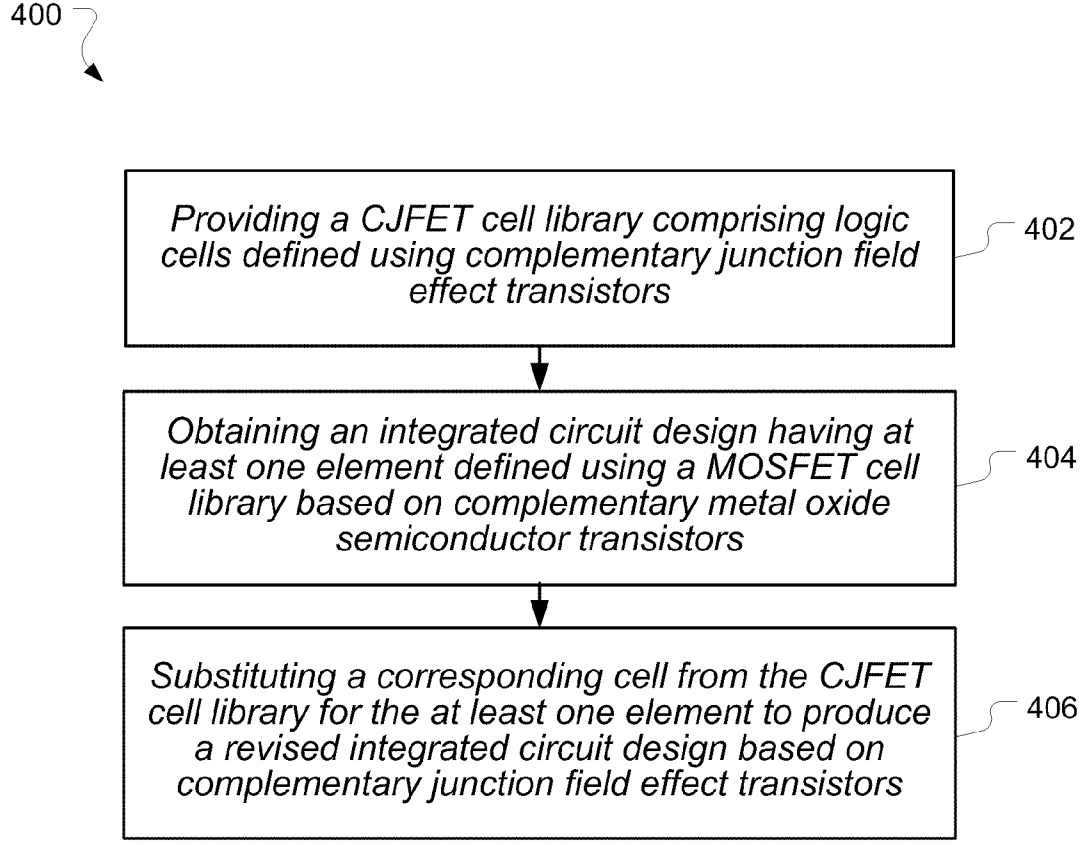 400
Providing a CJFET cell library comprising logic
cells defined using complementary junction field
effect transistors
402
Obtaining an integrated circuit design having at
least one element defined using a MOSFET cell
library based on complementary metal oxide
semiconductor transistors
404
Substituting a corresponding cell from the CJFET
cell library for the at least one element to produce
a revised integrated circuit design based on
complementary junction field effect transistors
406